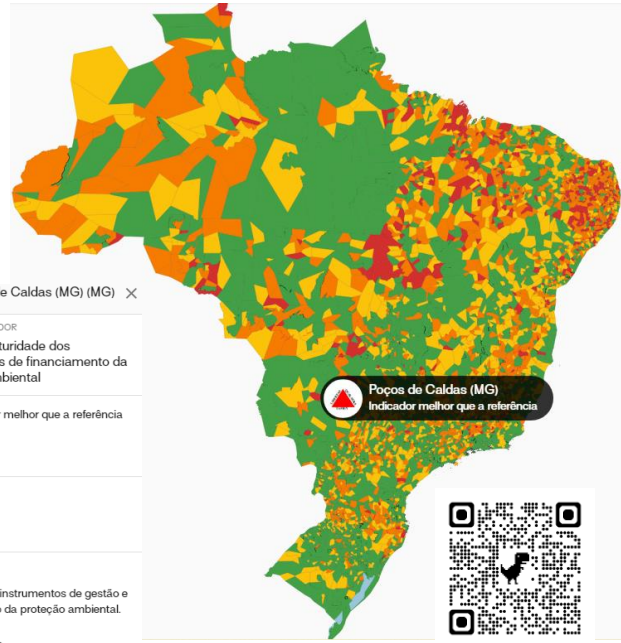 e Caldas (MG) (MG) ×
DOR
turidade dos
s de financiamento da
biental
melhor que a referência
instrumentos de gestão e
da proteção ambiental.
Poços de Caldas (MG)
Indicador melhor que a referência